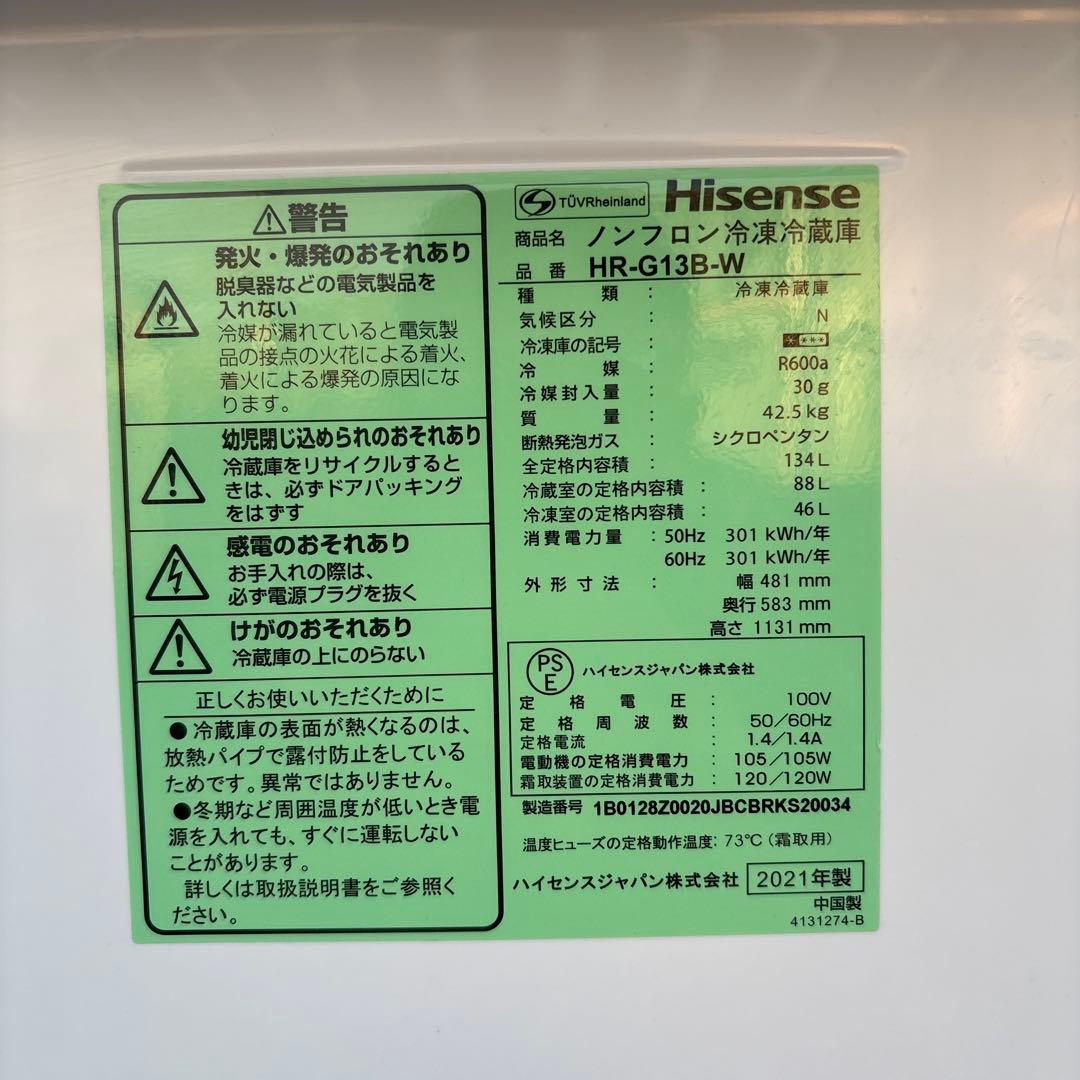 警告
発火・爆発のおそれあり
脱臭器などの電気製品を
入れない
冷媒が漏れていると電気製
品の接点の火花による着火、
着火による爆発の原因にな
ります。
幼児閉じ込められのおそれあり
冷蔵庫をリサイクルすると
きは、必ずドアパッキング
をはずす
感電のおそれあり
お手入れの際は、
必ず電源プラグを抜く
けがのおそれあり
冷蔵庫の上にのらない
正しくお使いいただくために
●冷蔵庫の表面が熱くなるのは、
放熱パイプで露付防止をしている
ためです。異常ではありません。
●冬期など周囲温度が低いとき電
源を入れても、すぐに運転しない
ことがあります。
詳しくは取扱説明書をご参照く
ださい。
TÜVRheinland Hisense
商品名 ノンフロン冷凍冷蔵庫
品番 HR-G13B-W
種類 : 冷凍冷蔵庫
気候区分 : N
冷凍庫の記号 : ****
冷媒 : R600a
冷媒封入量 : 30g
質量 : 42.5kg
断熱発泡ガス : シクロペンタン
全定格内容積 : 134L
冷蔵室の定格内容積 : 88L
冷凍室の定格内容積 : 46L
消費電力量 : 50Hz 301 kWh/年
60Hz 301 kWh/年
外形寸法 : 幅 481 mm
奥行 583 mm
高さ 1131 mm
PSE ハイセンスジャパン株式会社
定格電圧 : 100V
定格周波数 : 50/60Hz
定格電流 : 1.4/1.4A
電動機の定格消費電力 : 105/105W
霜取装置の定格消費電力 : 120/120W
製造番号 1B0128Z0020JBCBRKS20034
温度ヒューズの定格動作温度: 73℃(霜取用)
ハイセンスジャパン株式会社 2021年製
中国製
4131274-B